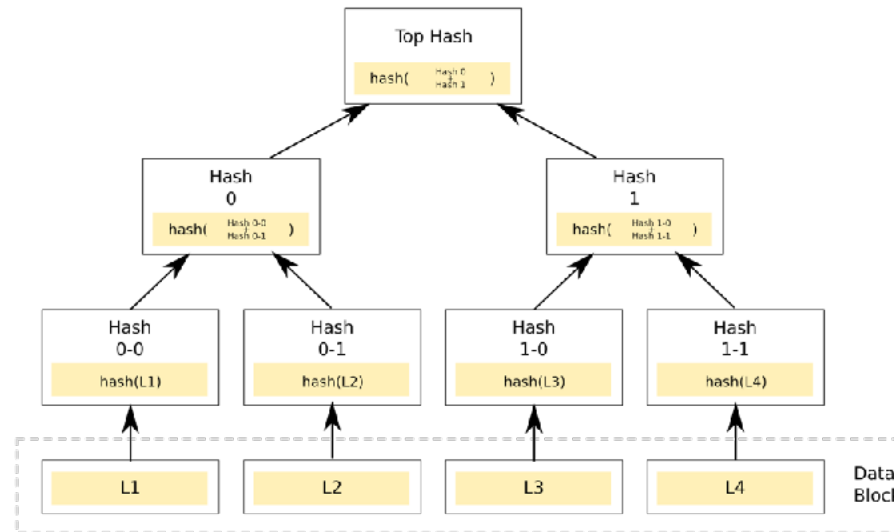 Top Hash
hash( Hash 0 + Hash 1 )
Hash
0
hash( Hash 0-0 + Hash 0-1 )
Hash
1
hash( Hash 1-0 + Hash 1-1 )
Hash
0-0
hash(L1)
Hash
0-1
hash(L2)
Hash
1-0
hash(L3)
Hash
1-1
hash(L4)
L1
L2
L3
L4
Data
Bloc